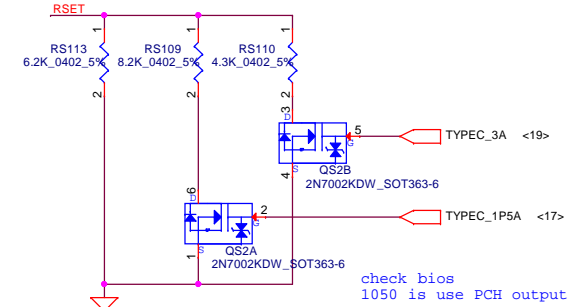 RSET
1
1
1
RS113
RS109
RS110
6.2K_0402_5%
8.2K_0402_5%
4.3K_0402_5%
2
2
2
3
D
5
G
TYPEC_3A <19>
S
4
QS2B
2N7002KDW_SOT363-6
6
D
2
G
TYPEC_1P5A <17>
S
1
QS2A
2N7002KDW_SOT363-6
check bios
1050 is use PCH output